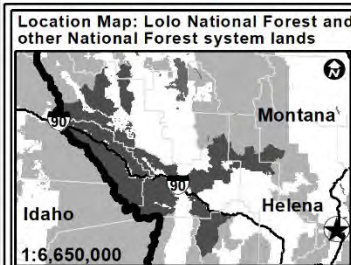 Location Map: Lolo National Forest and
other National Forest system lands
N
Montana
90
90
Idaho
Helena
1:6,650,000